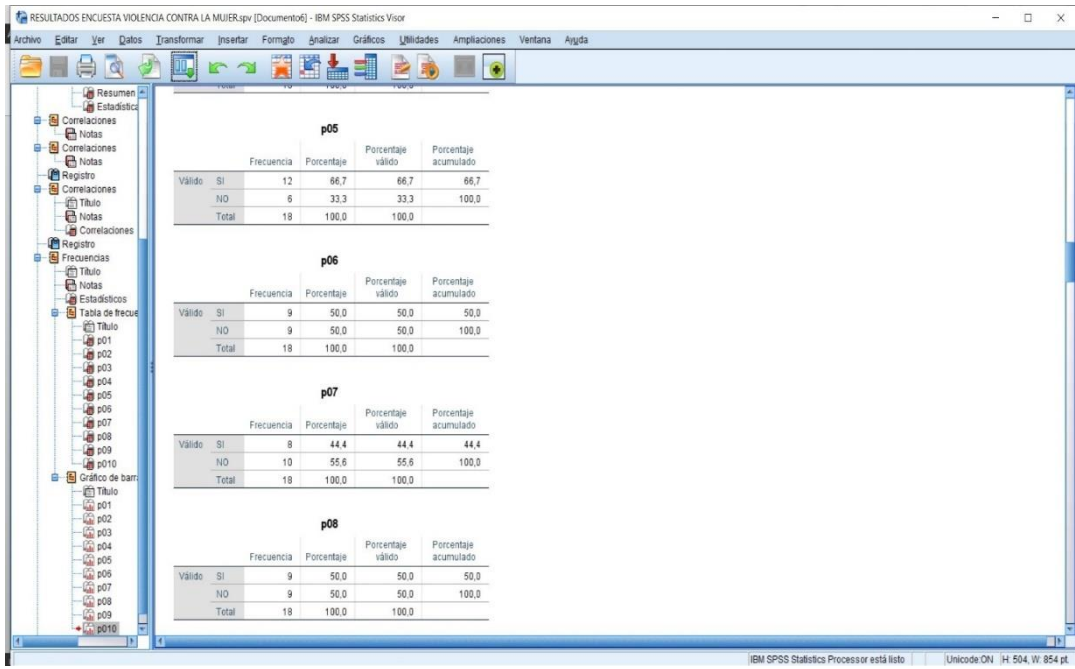 RESULTADOS ENCUESTA VIOLENCIA CONTRA LA MUJER.spv [Documento6] - IBM SPSS Statistics Visor
Archivo Editar Ver Datos Transformar Insertar Formato Analizar Gráficos Utilidades Ampliaciones Ventana Ayuda
Resumen
Estadística
Correlaciones
Notas
Correlaciones
Notas
Registro
Correlaciones
Título
Notas
Correlaciones
Registro
Frecuencias
Título
Notas
Estadísticos
Tabla de frecue
Título
p01
p02
p03
p04
p05
p06
p07
p08
p09
p010
Gráfico de barr
Título
p01
p02
p03
p04
p05
p06
p07
p08
p09
p010
p05
Frecuencia Porcentaje Porcentaje válido Porcentaje acumulado
Válido SI 12 66,7 66,7 66,7
NO 6 33,3 33,3 100,0
Total 18 100,0 100,0
p06
Frecuencia Porcentaje Porcentaje válido Porcentaje acumulado
Válido SI 9 50,0 50,0 50,0
NO 9 50,0 50,0 100,0
Total 18 100,0 100,0
p07
Frecuencia Porcentaje Porcentaje válido Porcentaje acumulado
Válido SI 8 44,4 44,4 44,4
NO 10 55,6 55,6 100,0
Total 18 100,0 100,0
p08
Frecuencia Porcentaje Porcentaje válido Porcentaje acumulado
Válido SI 9 50,0 50,0 50,0
NO 9 50,0 50,0 100,0
Total 18 100,0 100,0
IBM SPSS Statistics Processor está listo Unicode:ON H: 504, W: 854 pt.